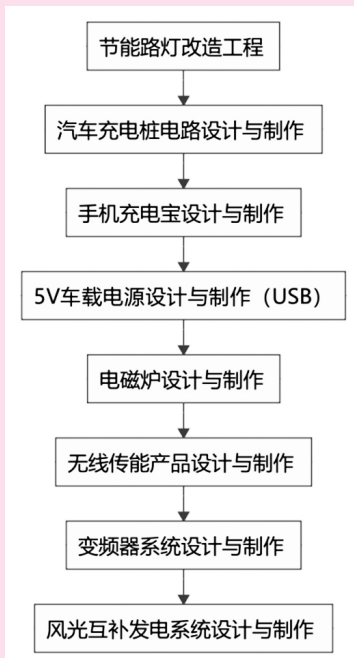 节能路灯改造工程
汽车充电桩电路设计与制作
手机充电宝设计与制作
5V车载电源设计与制作（USB）
电磁炉设计与制作
无线传能产品设计与制作
变频器系统设计与制作
风光互补发电系统设计与制作